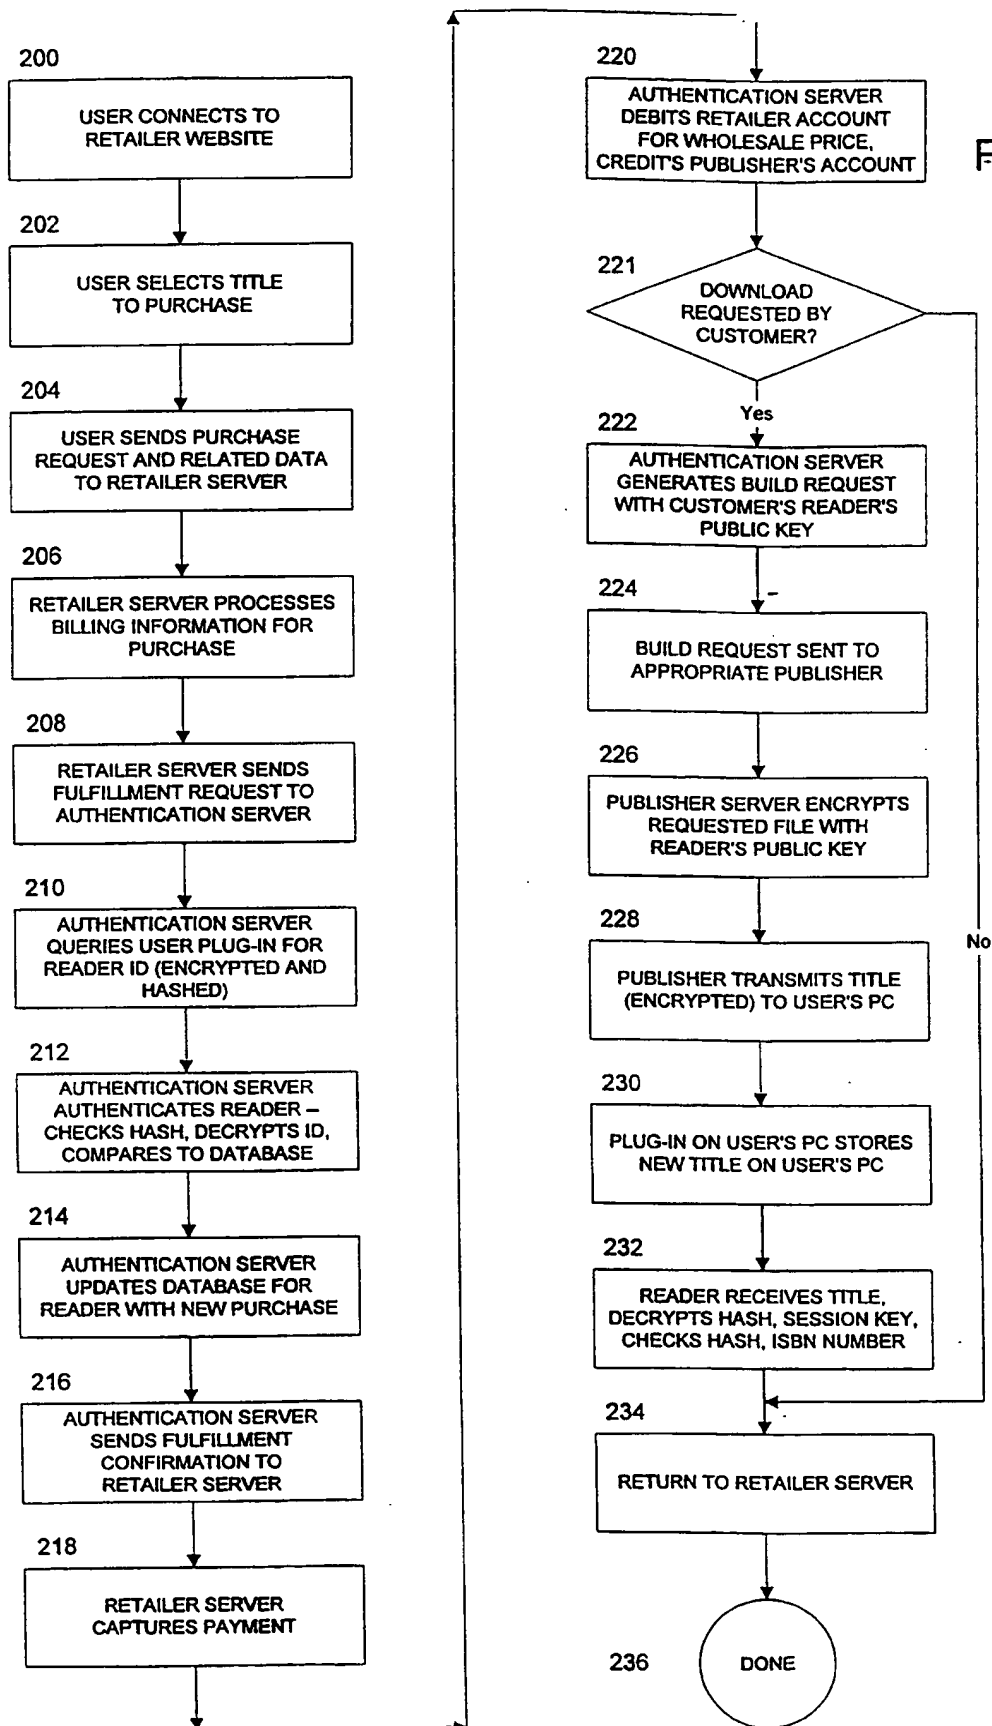 200
USER CONNECTS TO
RETAILER WEBSITE
202
USER SELECTS TITLE
TO PURCHASE
204
USER SENDS PURCHASE
REQUEST AND RELATED DATA
TO RETAILER SERVER
206
RETAILER SERVER PROCESSES
BILLING INFORMATION FOR
PURCHASE
208
RETAILER SERVER SENDS
FULFILLMENT REQUEST TO
AUTHENTICATION SERVER
210
AUTHENTICATION SERVER
QUERIES USER PLUG-IN FOR
READER ID (ENCRYPTED AND
HASHED)
212
AUTHENTICATION SERVER
AUTHENTICATES READER –
CHECKS HASH, DECRYPTS ID,
COMPARES TO DATABASE
214
AUTHENTICATION SERVER
UPDATES DATABASE FOR
READER WITH NEW PURCHASE
216
AUTHENTICATION SERVER
SENDS FULFILLMENT
CONFIRMATION TO
RETAILER SERVER
218
RETAILER SERVER
CAPTURES PAYMENT
220
AUTHENTICATION SERVER
DEBITS RETAILER ACCOUNT
FOR WHOLESALE PRICE,
CREDIT'S PUBLISHER'S ACCOUNT
221
DOWNLOAD
REQUESTED BY
CUSTOMER?
Yes
222
AUTHENTICATION SERVER
GENERATES BUILD REQUEST
WITH CUSTOMER'S READER'S
PUBLIC KEY
224
BUILD REQUEST SENT TO
APPROPRIATE PUBLISHER
226
PUBLISHER SERVER ENCRYPTS
REQUESTED FILE WITH
READER'S PUBLIC KEY
228
No
PUBLISHER TRANSMITS TITLE
(ENCRYPTED) TO USER'S PC
230
PLUG-IN ON USER'S PC STORES
NEW TITLE ON USER'S PC
232
READER RECEIVES TITLE,
DECRYPTS HASH, SESSION KEY,
CHECKS HASH, ISBN NUMBER
234
RETURN TO RETAILER SERVER
236
DONE